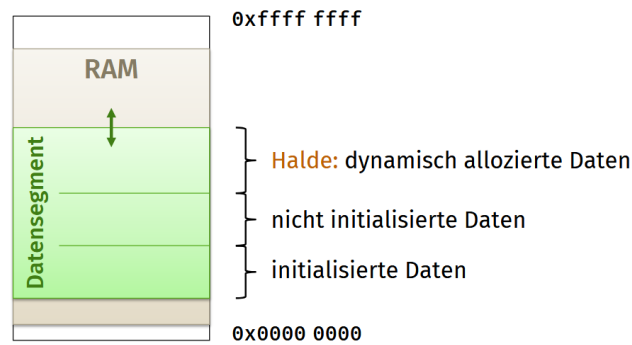 0xffff ffff
RAM
Datensegment
Halde: dynamisch allozierte Daten
nicht initialisierte Daten
initialisierte Daten
0x0000 0000